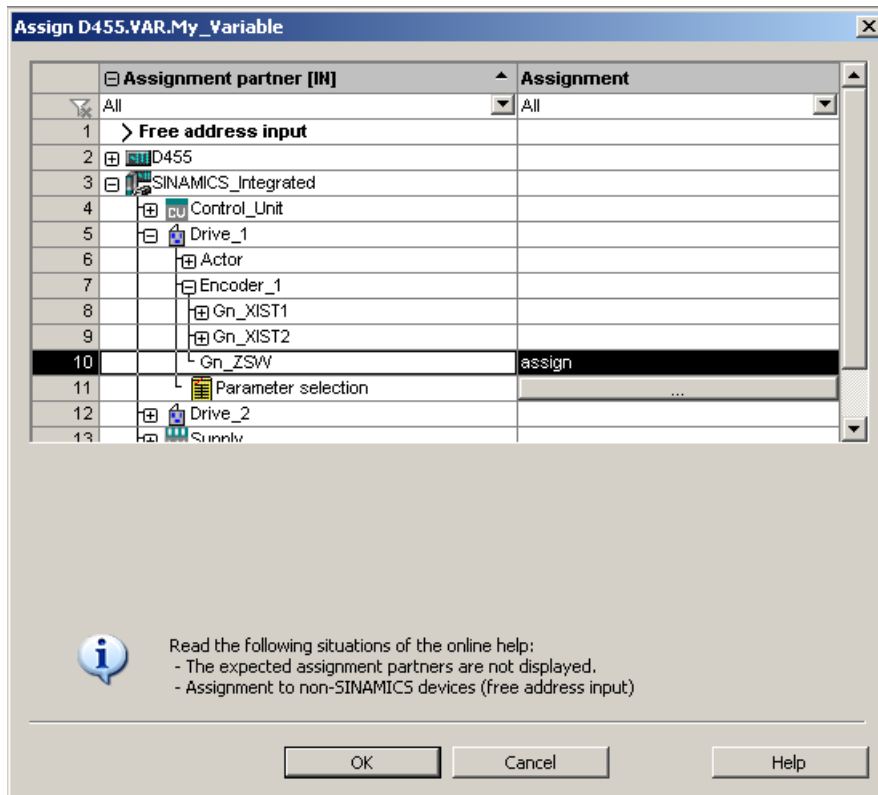 Assign D455.VAR.My_Variable
Assignment partner [IN] Assignment
All All
1 Free address input
2 D455
3 SINAMICS_Integrated
4 CU Control_Unit
5 Drive_1
6 Actor
7 Encoder_1
8 Gn_XIST1
9 Gn_XIST2
10 Gn_ZSW assign
11 Parameter selection ...
12 Drive_2
13 Supply
Read the following situations of the online help:
- The expected assignment partners are not displayed.
- Assignment to non-SINAMICS devices (free address input)
OK Cancel Help